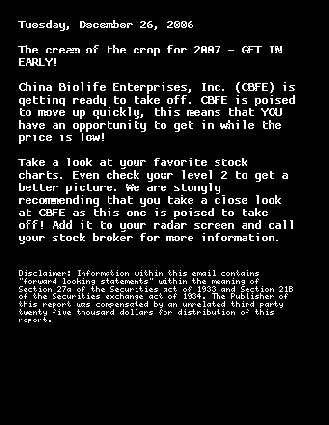 Tuesday, December 26, 2006
The cream of the crop for 2007 - GET IN
EARLY!
China Biolife Enterprises, Inc. (CBFE) is
getting ready to take off. CBFE is poised
to move up quickly, this means that YOU
have an opportunity to get in while the
price is low!
Take a look at your favorite stock
charts. Even check your level 2 to get a
better picture. We are stongly
recommending that you take a close look
at CBFE as this one is poised to take
off! Add it to your radar screen and call
your stock broker for more information.
Disclaimer: Information within this email contains
"forward looking statements" within the meaning of
Section 27a of the Securities act of 1933 and Section 21B
of the Securities exchange act of 1934. The Publisher of
this report was compensated by an unrelated third party
twenty five thousand dollars for distribution of this
report.